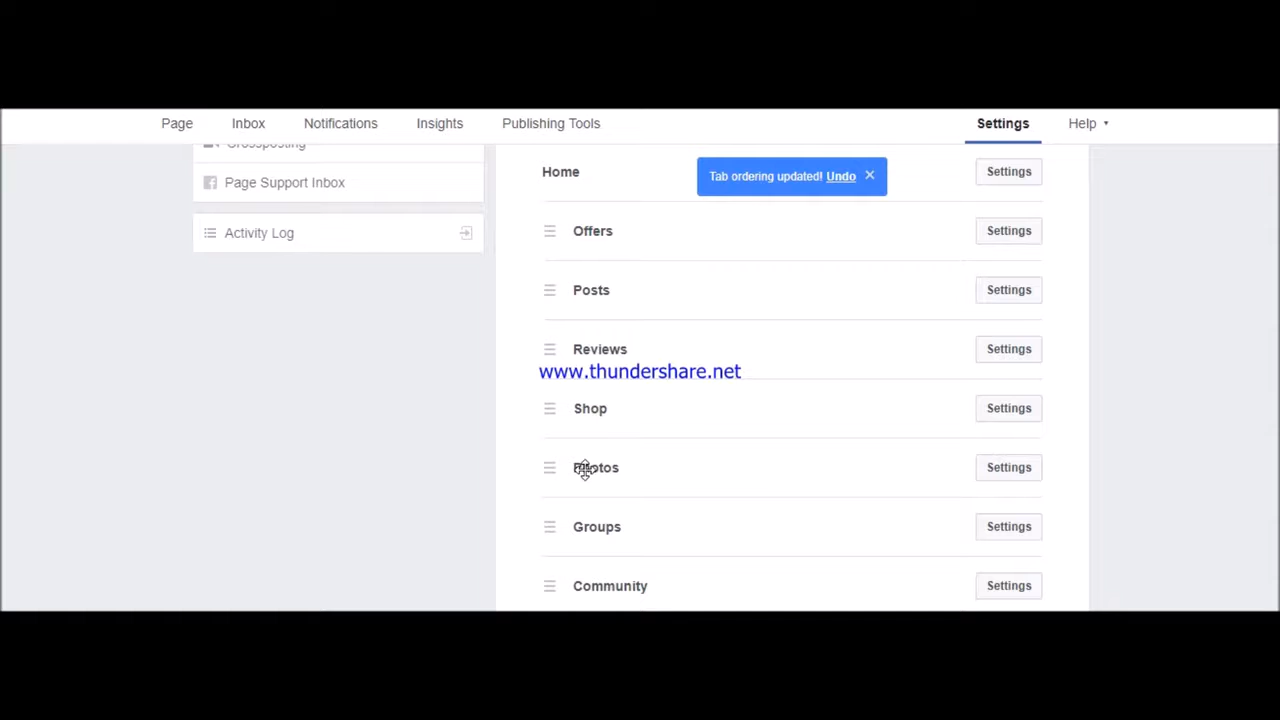 Page Inbox Notifications Insights Publishing Tools Settings Help
Crossposting
Page Support Inbox
Activity Log
Tab ordering updated! Undo
Home Settings
Offers Settings
Posts Settings
Reviews Settings
www.thundershare.net
Shop Settings
Photos Settings
Groups Settings
Community Settings